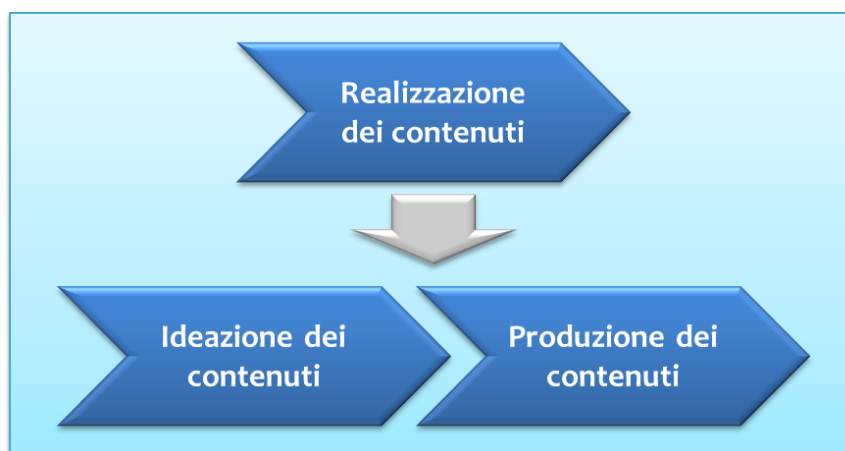 Realizzazione
dei contenuti
Ideazione dei
contenuti
Produzione dei
contenuti